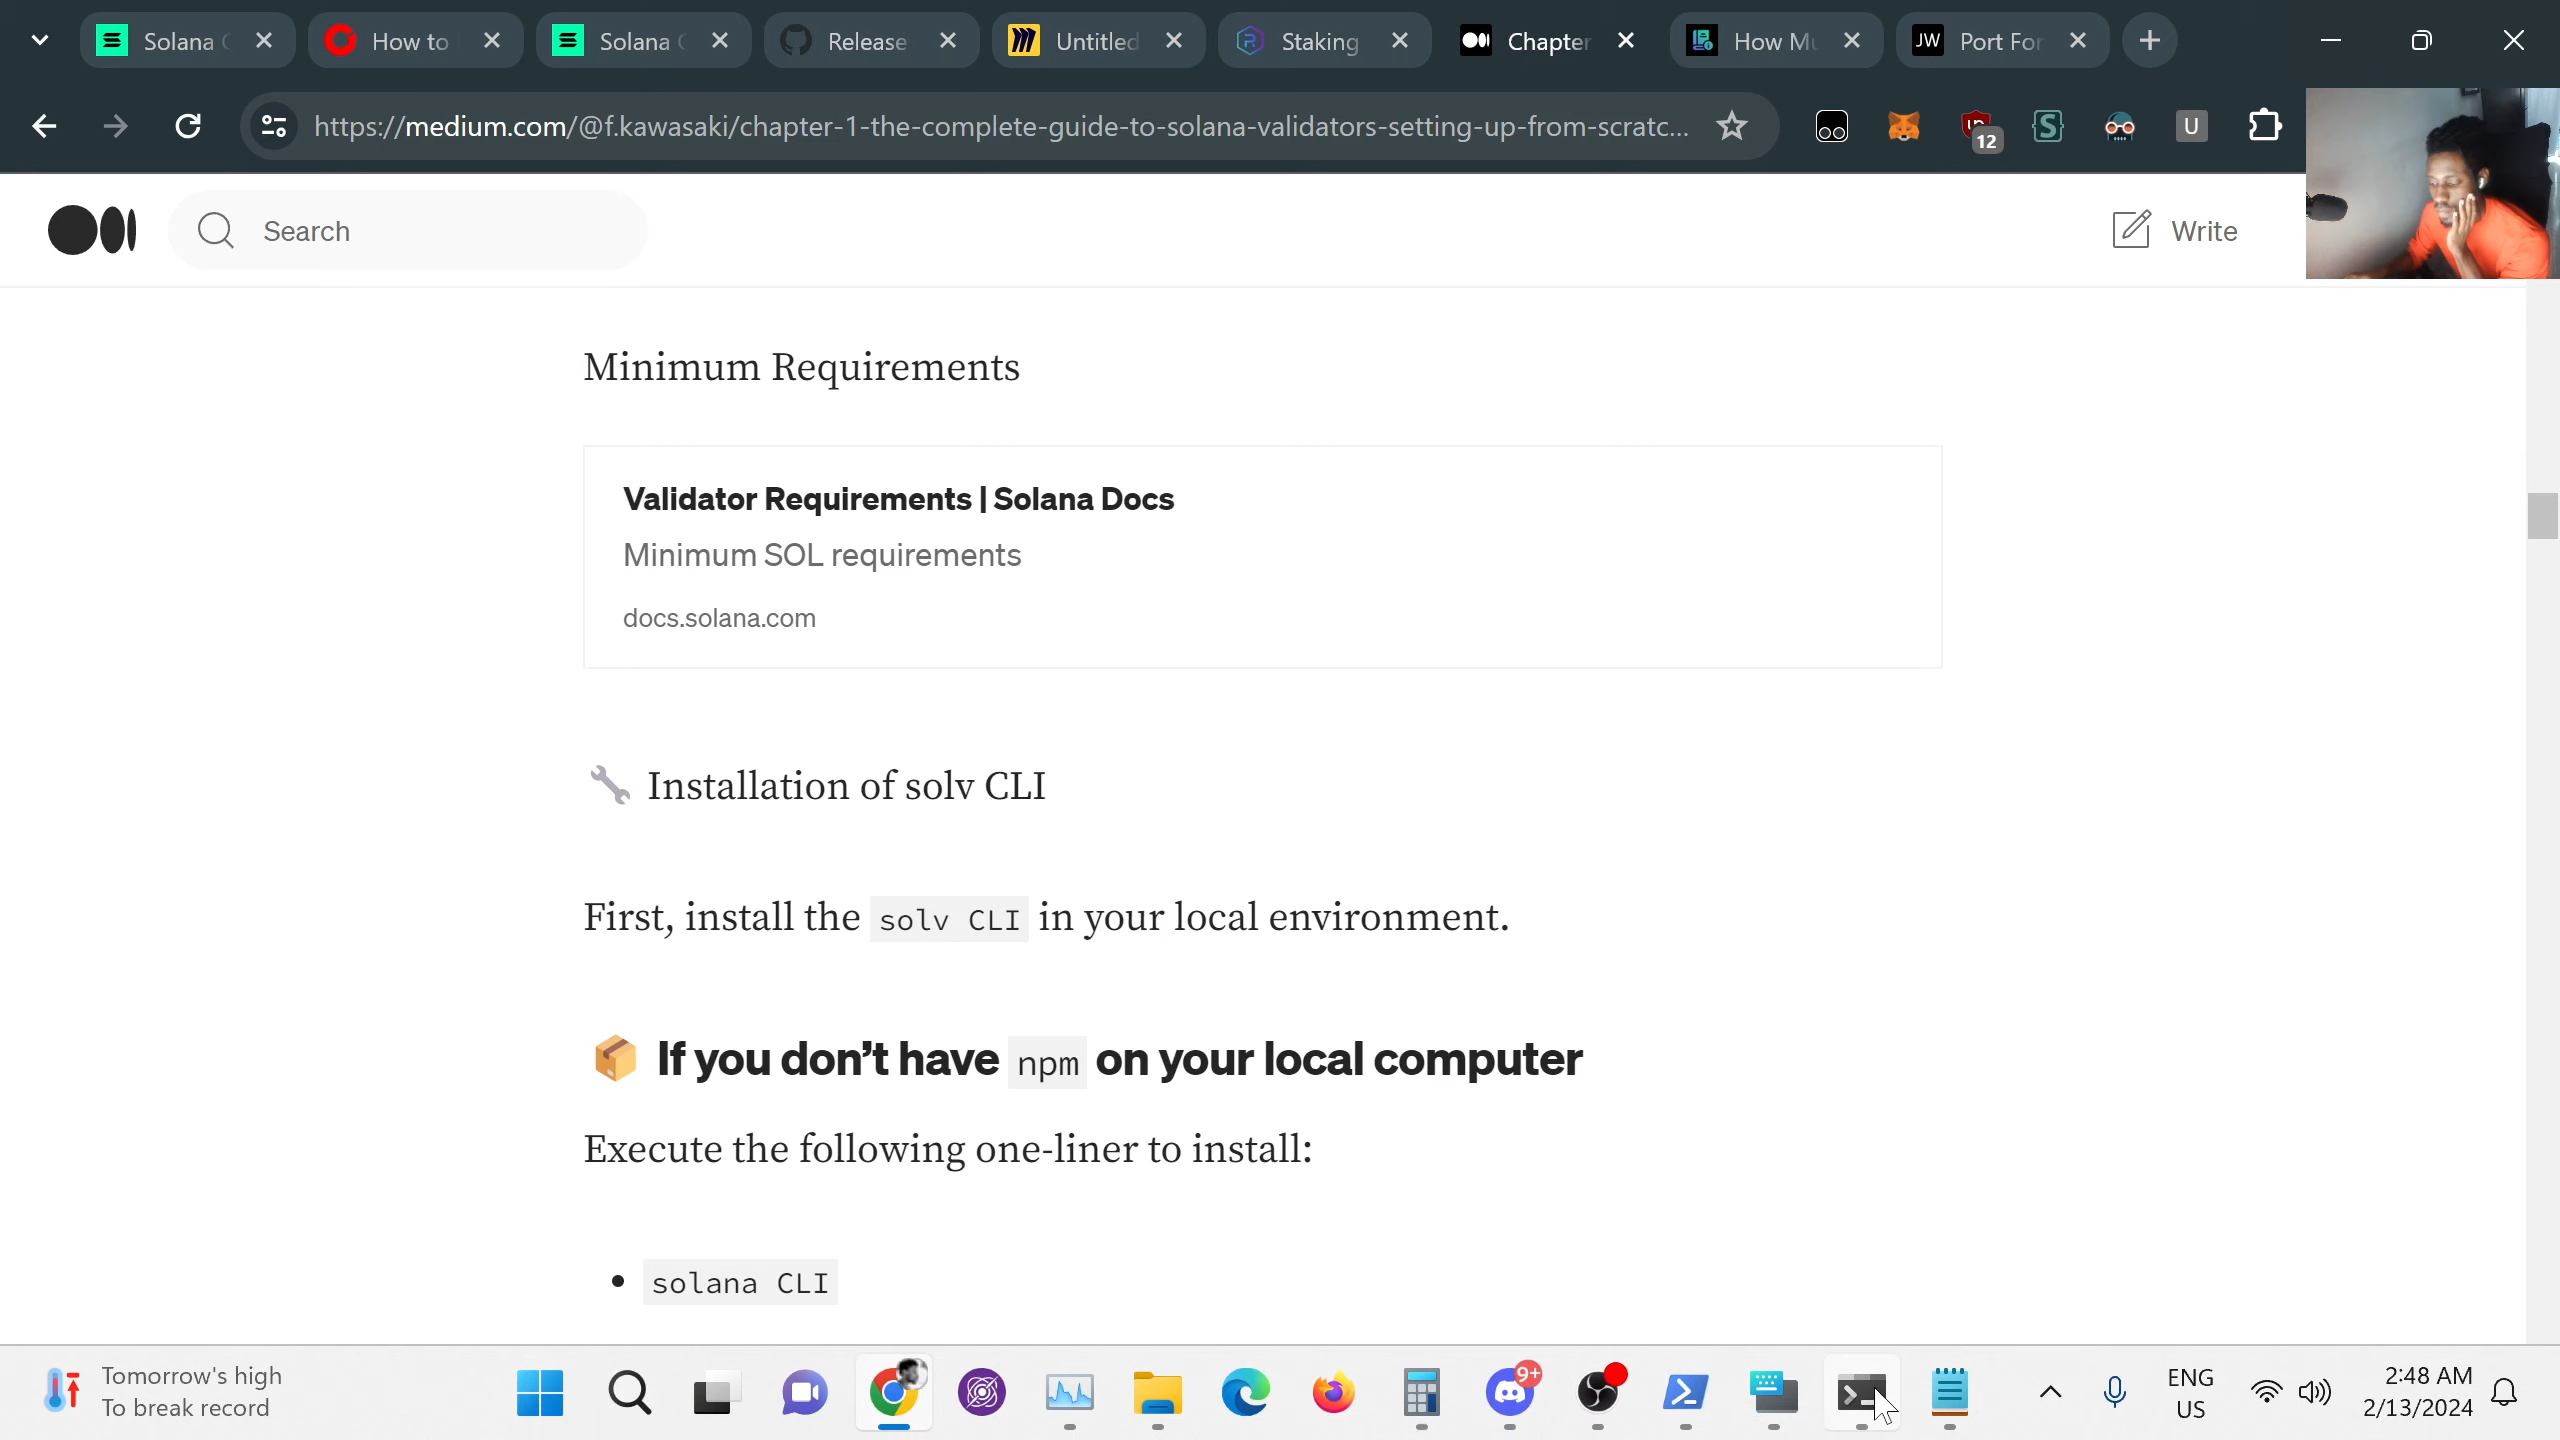 Solana
How to
Solana
Release
Untitled
Staking
Chapter
How Mu
Port For
https://medium.com/@f.kawasaki/chapter-1-the-complete-guide-to-solana-validators-setting-up-from-scratc...
12
U
Search
Write
Minimum Requirements
Validator Requirements | Solana Docs
Minimum SOL requirements
docs.solana.com
🔧 Installation of solv CLI
First, install the solv CLI in your local environment.
📦 If you don’t have npm on your local computer
Execute the following one-liner to install:
• solana CLI
Tomorrow's high
To break record
9+
ENG
US
2:48 AM
2/13/2024